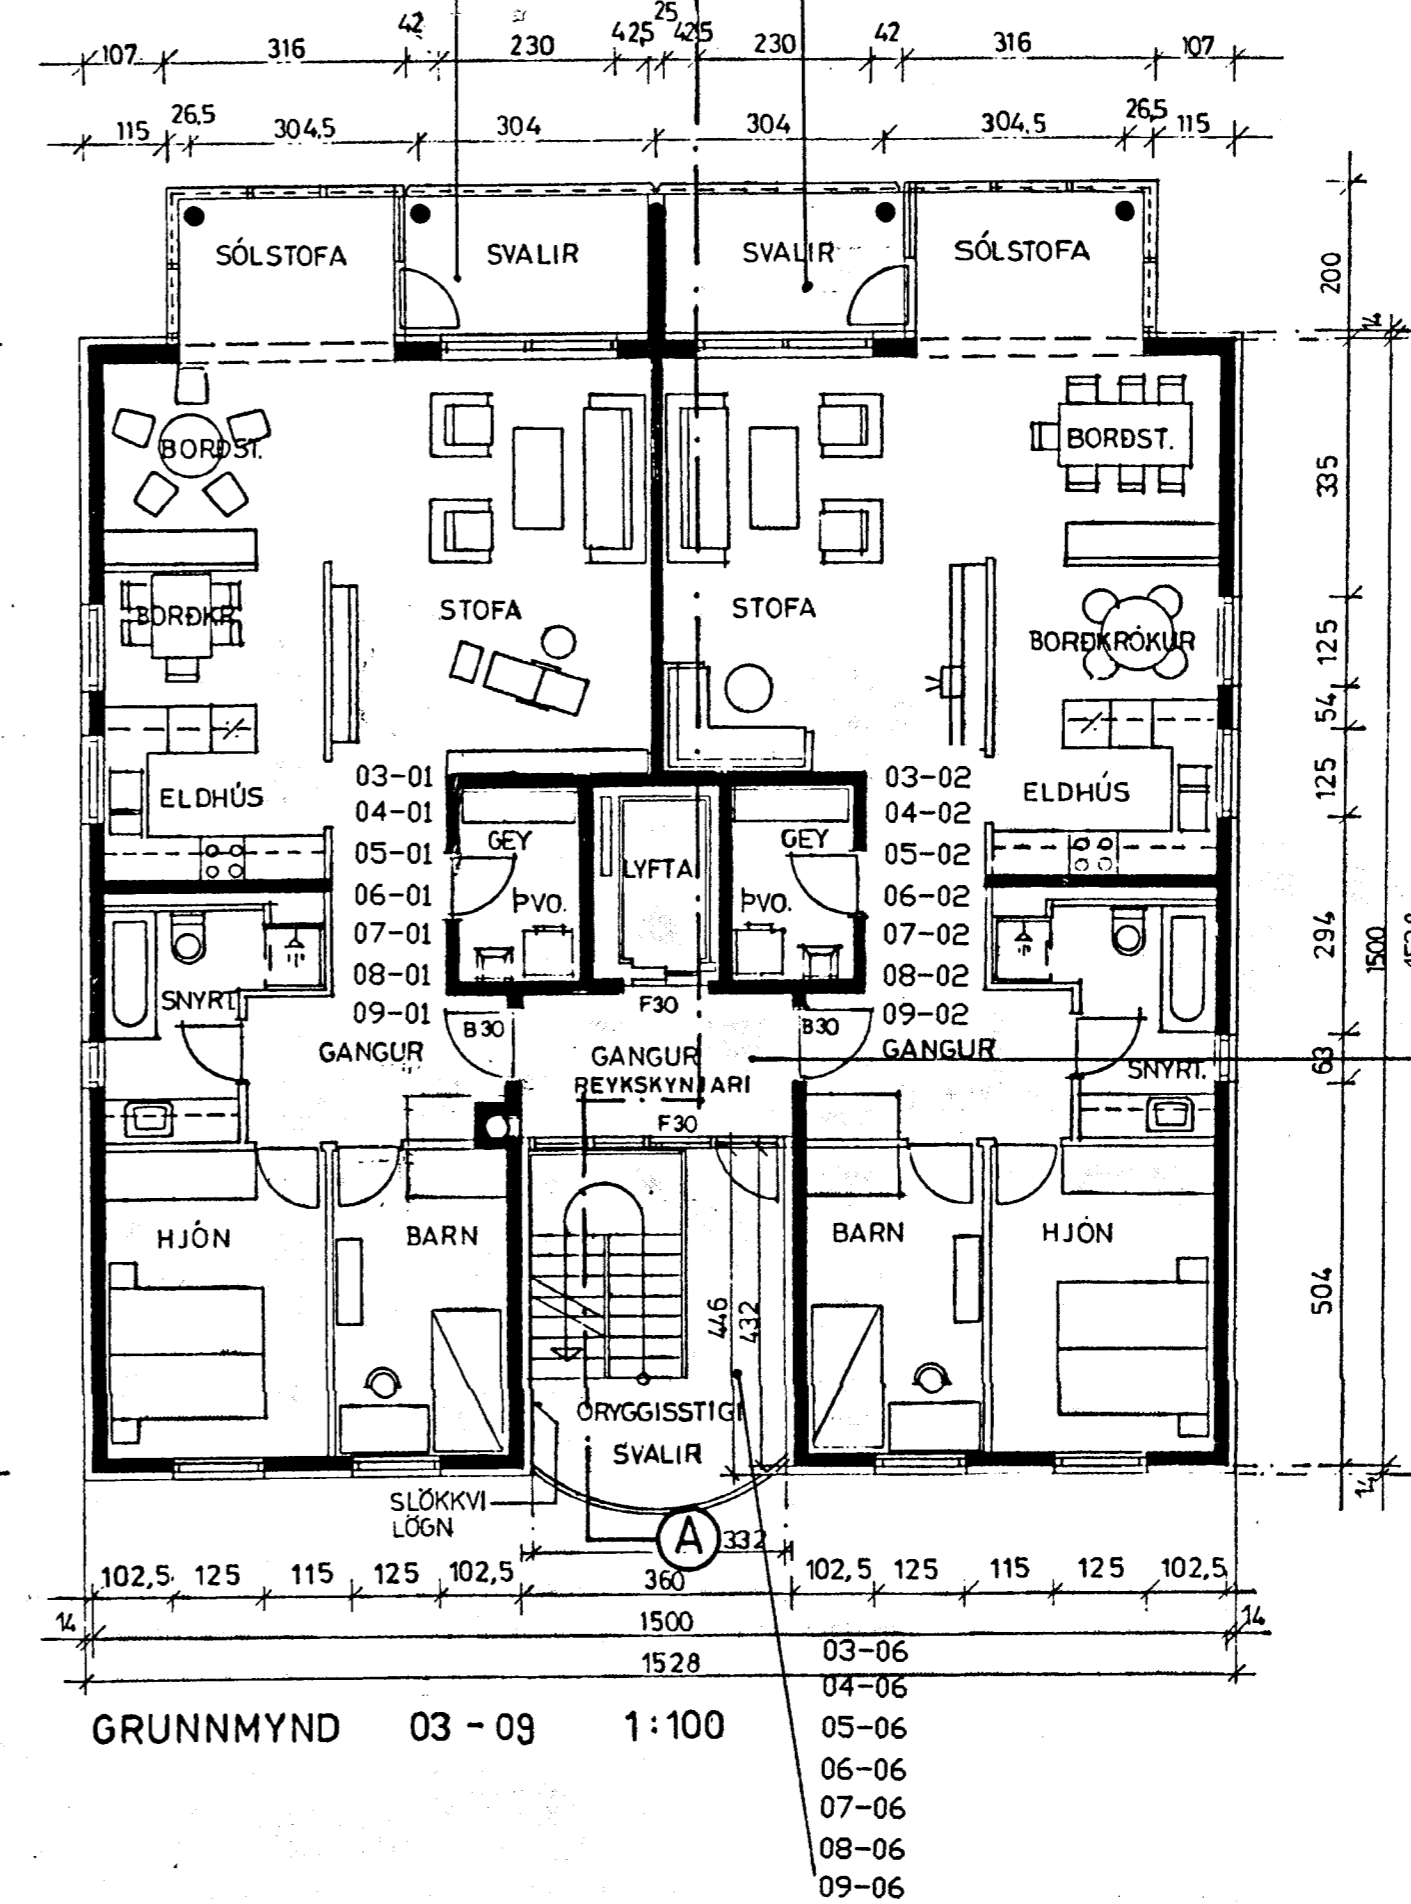 42 25
107 316 230 42,5 42,5 230 42 316 107
26,5 26,5
115 304,5 304 304 304,5 115
SÓLSTOFA SVALIR SVALIR SÓLSTOFA
200
14
BORÐST. BORÐST.
335
STOFA STOFA
BORÐKR. BORÐKRÓKUR
125
54
125
ELDHÚS ELDHÚS
03-01
04-01
05-01
06-01
07-01
08-01
09-01
03-02
04-02
05-02
06-02
07-02
08-02
09-02
GEY LYFTA GEY
ÞVO. ÞVO.
294
1500
SNYRT.
F30
B30 B30
GANGUR GANGUR GANGUR
REYKSKYNJARI
SNYRT.
63
F30
HJÓN BARN BARN HJÓN
446
432
504
ÖRYGGISSTIGI
SVALIR
14
SLÖKKVI
LÖGN
A
332
102,5 125 115 125 102,5 360 102,5 125 115 125 102,5
14 1500 14
1528
GRUNNMYND 03-09 1:100
03-06
04-06
05-06
06-06
07-06
08-06
09-06